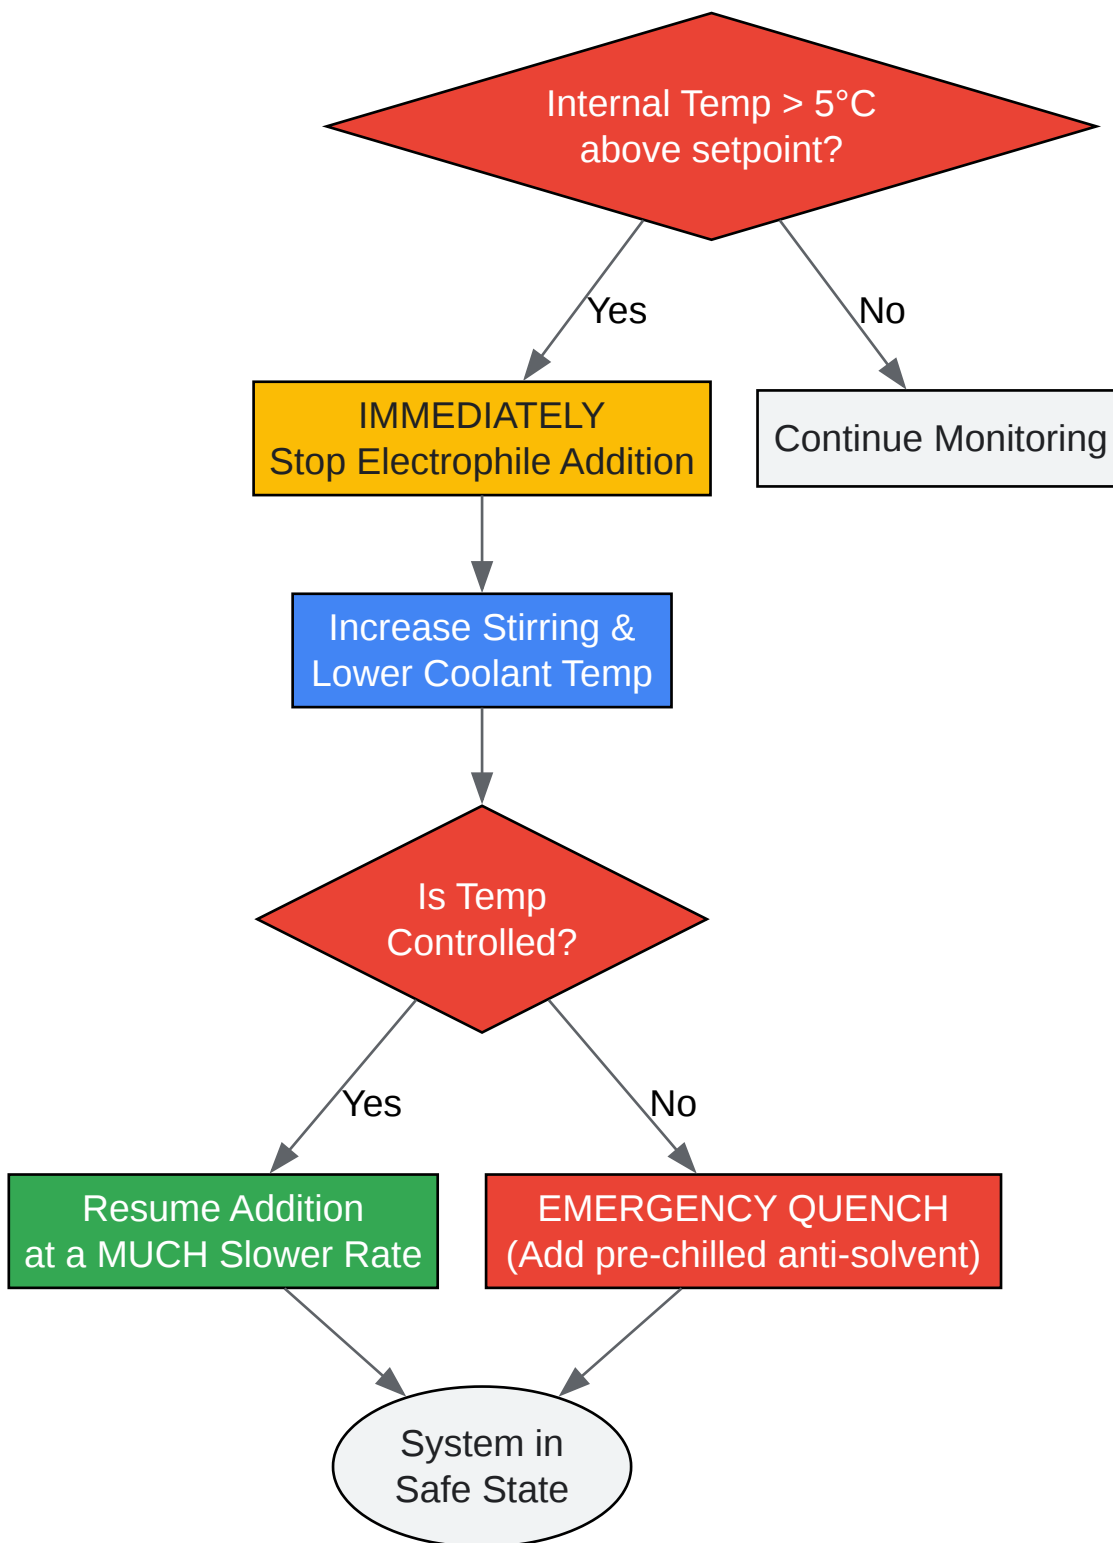 Internal Temp > 5°C
above setpoint?
Yes
No
IMMEDIATELY
Stop Electrophile Addition
Continue Monitoring
Increase Stirring &
Lower Coolant Temp
Is Temp
Controlled?
Yes
No
Resume Addition
at a MUCH Slower Rate
EMERGENCY QUENCH
(Add pre-chilled anti-solvent)
System in
Safe State